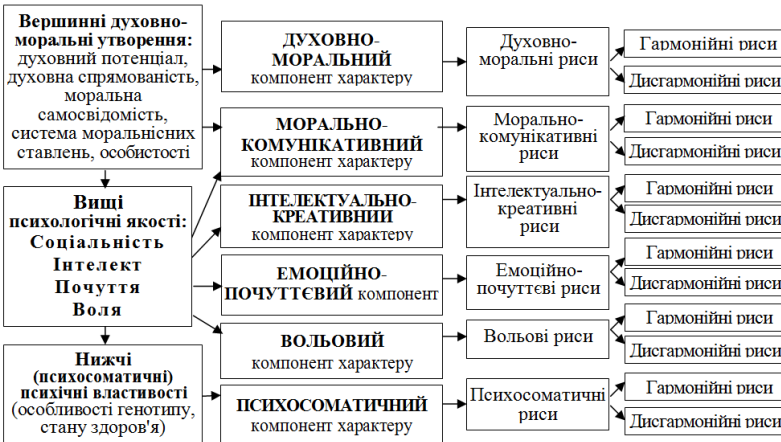 Вершинні духовно-
моральні утворення:
духовний потенціал,
духовна спрямованість,
моральна
самосвідомість,
система моральнісних
ставлень, особистості
Вищі
психологічні якості:
Соціальність
Інтелект
Почуття
Воля
Нижчі
(психосоматичні)
психічні властивості
(особливості генотипу,
стану здоров'я)
ДУХОВНО-
МОРАЛЬНИЙ
компонент характеру
МОРАЛЬНО-
КОМУНІКАТИВНИЙ
компонент характеру
ІНТЕЛЕКТУАЛЬНО-
КРЕАТИВНИЙ
компонент характеру
ЕМОЦІЙНО-
ПОЧУТТЄВИЙ компонент
ВОЛЬОВИЙ
компонент характеру
ПСИХОСОМАТИЧНИЙ
компонент характеру
Духовно-
моральні риси
Морально-
комунікативні
риси
Інтелектуально-
креативні
риси
Емоційно-
почуттєві риси
Вольові риси
Психосоматичні
риси
Гармонійні риси
Дисгармонійні риси
Гармонійні риси
Дисгармонійні риси
Гармонійні риси
Дисгармонійні риси
Гармонійні риси
Дисгармонійні риси
Гармонійні риси
Дисгармонійні риси
Гармонійні риси
Дисгармонійні риси